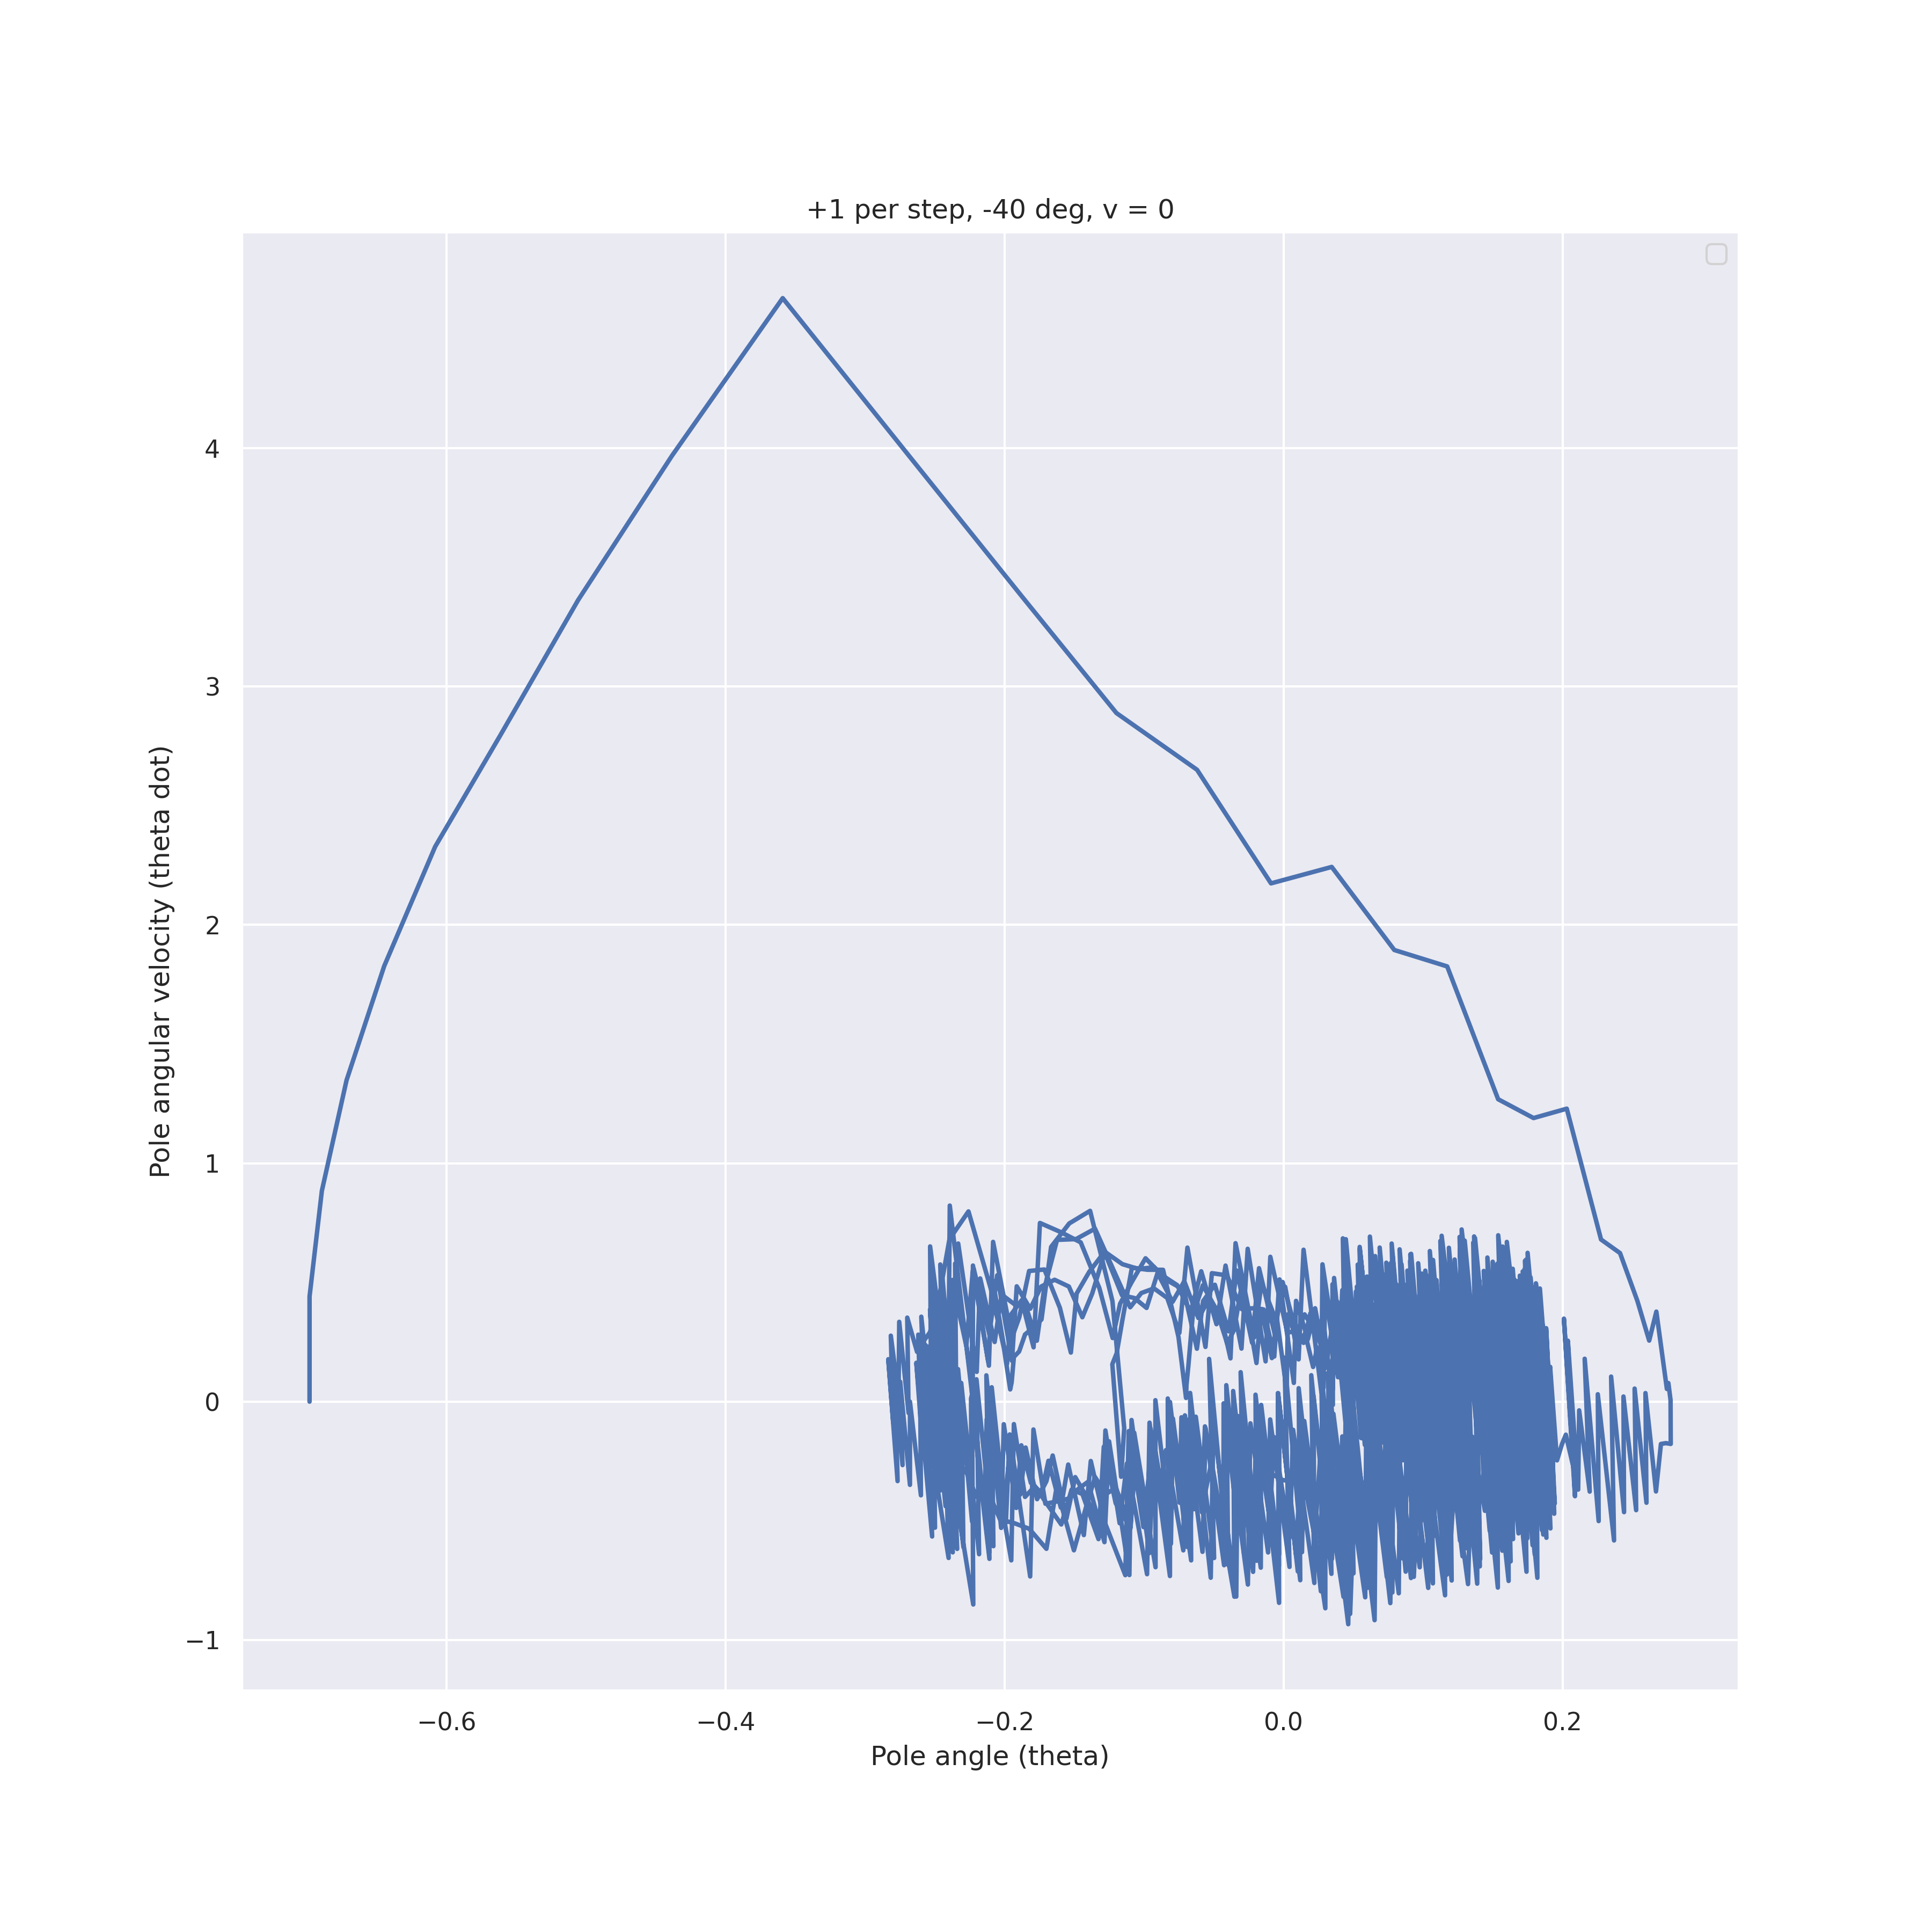 +1 per step, -40 deg, v = 0
Pole angular velocity (theta dot)
4
3
2
1
0
−1
−0.6 −0.4 −0.2 0.0 0.2
Pole angle (theta)